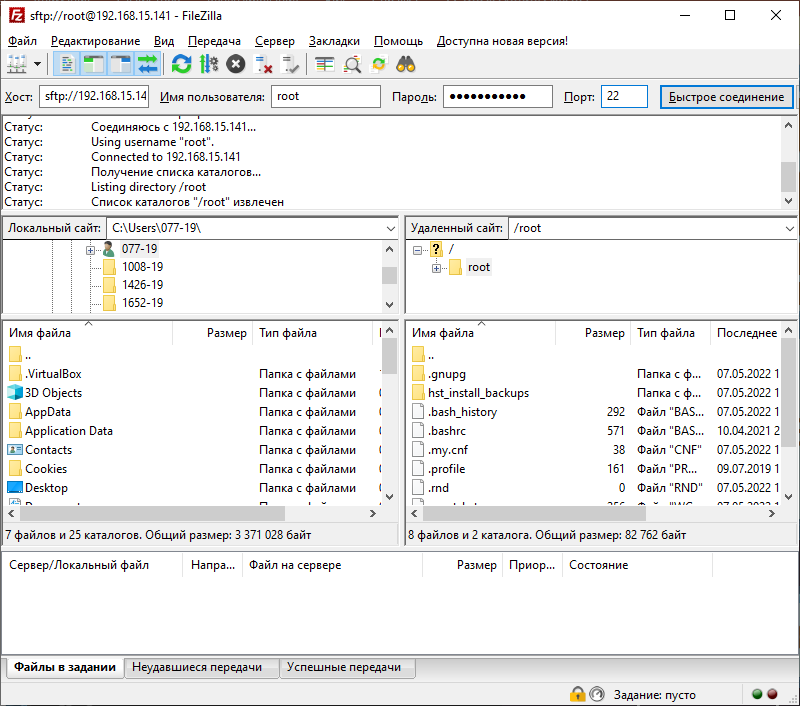 sftp://root@192.168.15.141 - FileZilla
Файл Редактирование Вид Передача Сервер Закладки Помощь Доступна новая версия!
Хост: sftp://192.168.15.14 Имя пользователя: root Пароль: ●●●●●●●●●●● Порт: 22 Быстрое соединение
Статус: Соединяюсь с 192.168.15.141...
Статус: Using username "root".
Статус: Connected to 192.168.15.141
Статус: Получение списка каталогов...
Статус: Listing directory /root
Статус: Список каталогов "/root" извлечен
Локальный сайт: C:\Users\077-19\
077-19
1008-19
1426-19
1652-19
Удаленный сайт: /root
/
root
Имя файла Размер Тип файла
..
.VirtualBox Папка с файлами
3D Objects Папка с файлами
AppData Папка с файлами
Application Data Папка с файлами
Contacts Папка с файлами
Cookies Папка с файлами
Desktop Папка с файлами
7 файлов и 25 каталогов. Общий размер: 3 371 028 байт
Имя файла Размер Тип файла Последнее
..
.gnupg Папка с ф... 07.05.2022 1
hst_install_backups Папка с ф... 07.05.2022 1
.bash_history 292 Файл "BAS... 07.05.2022 1
.bashrc 571 Файл "BAS... 10.04.2021 2
.my.cnf 38 Файл "CNF" 07.05.2022 1
.profile 161 Файл "PR... 09.07.2019 1
.rnd 0 Файл "RND" 07.05.2022 1
8 файлов и 2 каталога. Общий размер: 82 762 байт
Сервер/Локальный файл Напра... Файл на сервере Размер Приор... Состояние
Файлы в задании Неудавшиеся передачи Успешные передачи
Задание: пусто